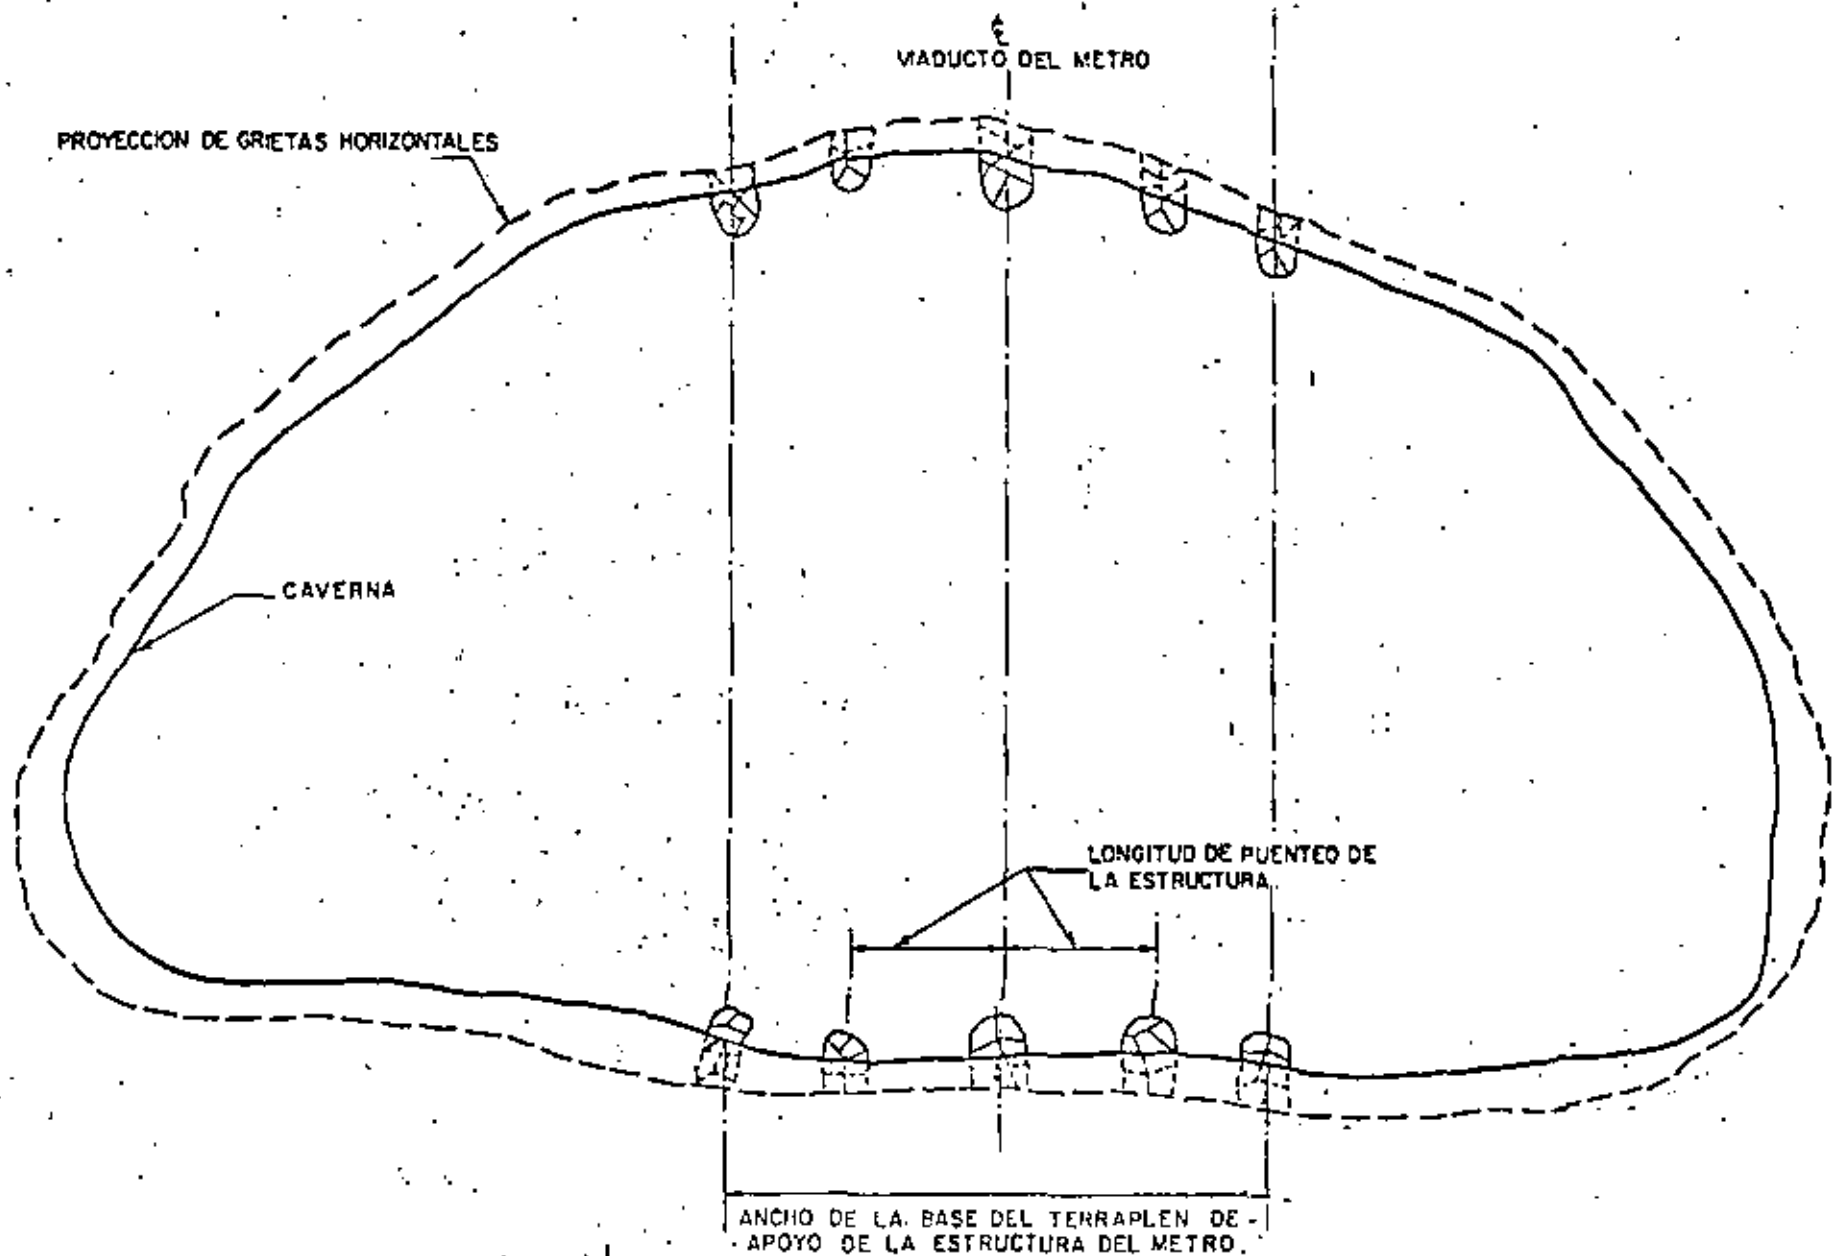 VIADUCTO DEL METRO
PROYECCION DE GRIETAS HORIZONTALES
CAVERNA
LONGITUD DE PUENTEO DE
LA ESTRUCTURA.
ANCHO DE LA BASE DEL TERRAPLEN DE -
APOYO DE LA ESTRUCTURA DEL METRO.